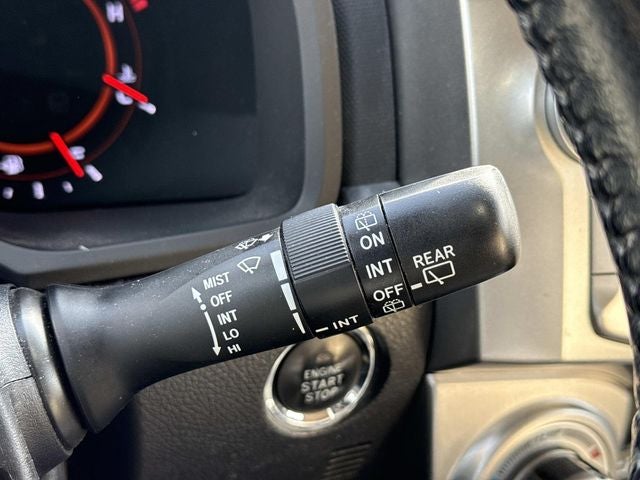 H
C
MIST
OFF
INT
LO
HI
INT
ON
INT
OFF
REAR
ENGINE
START
STOP